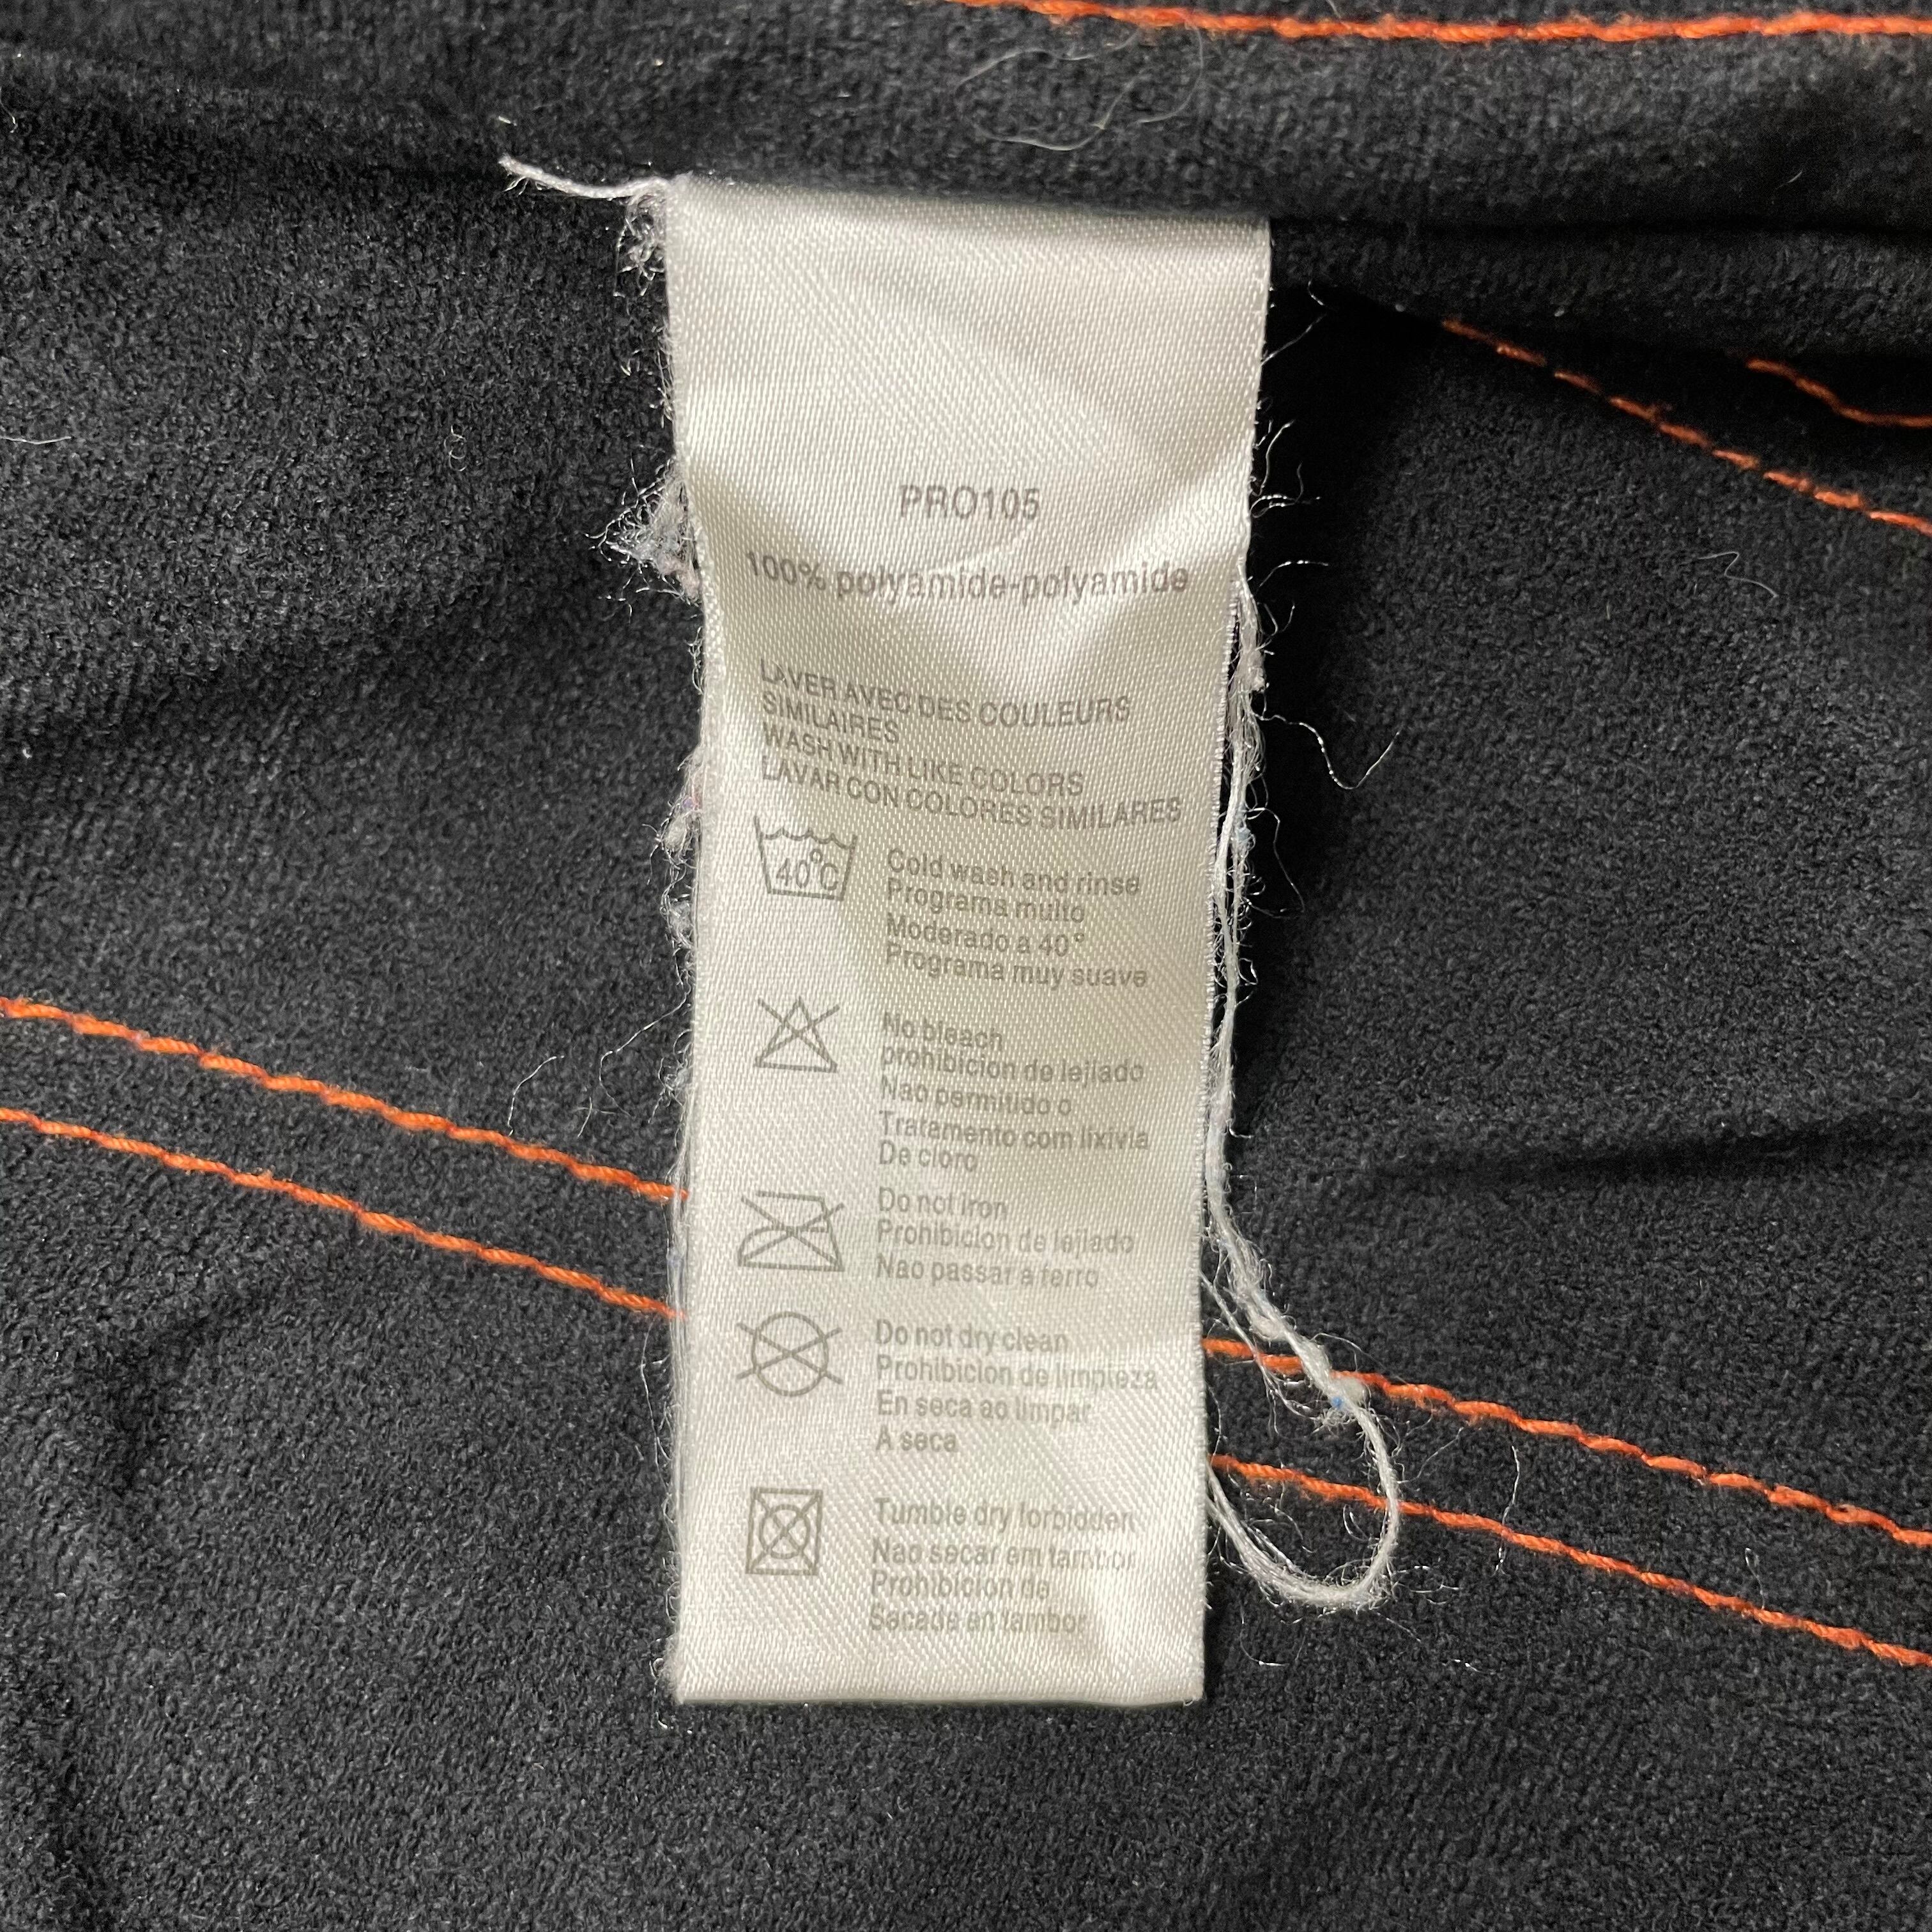 PRO105
100% polyamide-polyamide
LAVER AVEC DES COULEURS
SIMILAIRES
WASH WITH LIKE COLORS
LAVAR CON COLORES SIMILARES
40°C
Cold wash and rinse
Programa muito
Moderado a 40°
Programa muy suave
No bleach
prohibicion de lejiado
Nao permitido o
Tratamento com lixivia
De cloro
Do not iron
Prohibicion de lejiado
Nao passar a ferro
Do not dry clean
Prohibicion de limpieza
En seca ao limpar
A seca
Tumble dry forbidden
Nao secar em tambor
Prohibicion de
Secade en tambor